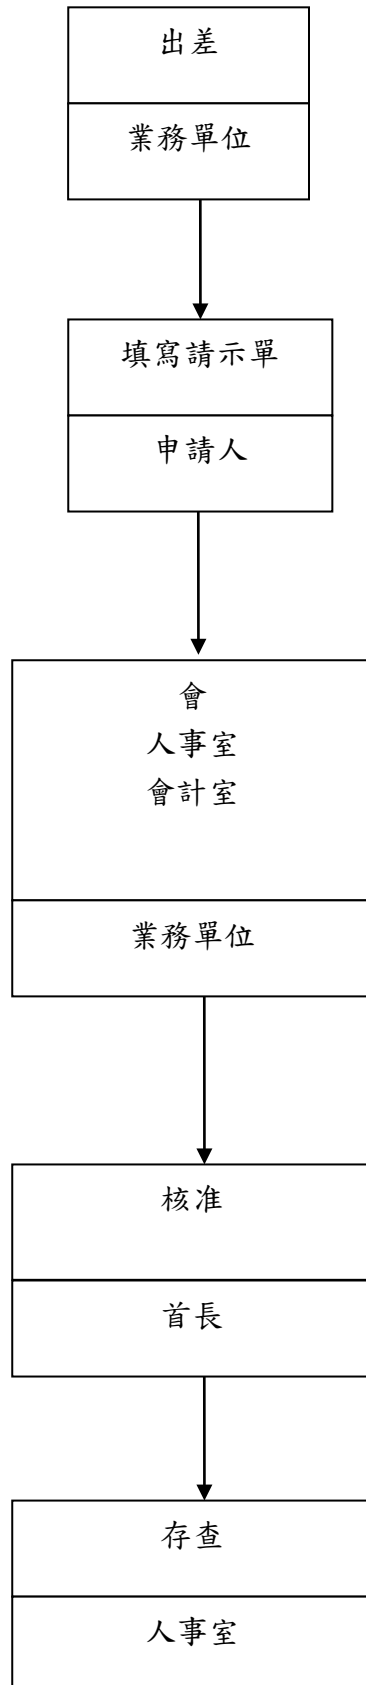 出差
業務單位
填寫請示單
申請人
會
人事室
會計室
業務單位
核准
首長
存查
人事室